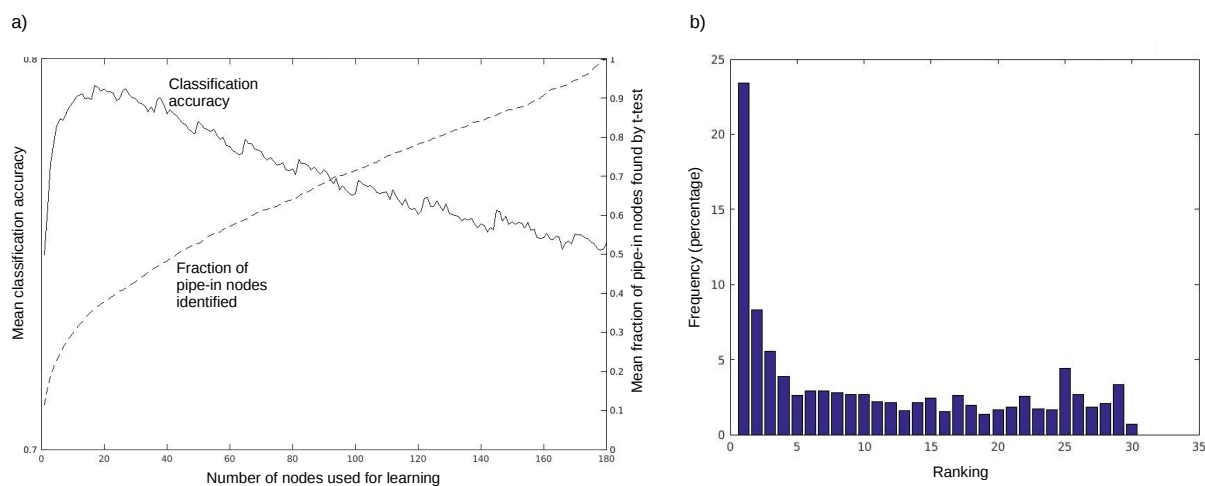 a)
b)
Classification
accuracy
Fraction of
pipe-in nodes
identified
Mean classification accuracy
0.8
0.7
0 20 40 60 80 100 120 140 160 180
Number of nodes used for learning
1
0.9
0.8
0.7
0.6
0.5
0.4
0.3
0.2
0.1
0
Mean fraction of pipe-in nodes found by t-test
Frequency (percentage)
25
20
15
10
5
0
0 5 10 15 20 25 30 35
Ranking